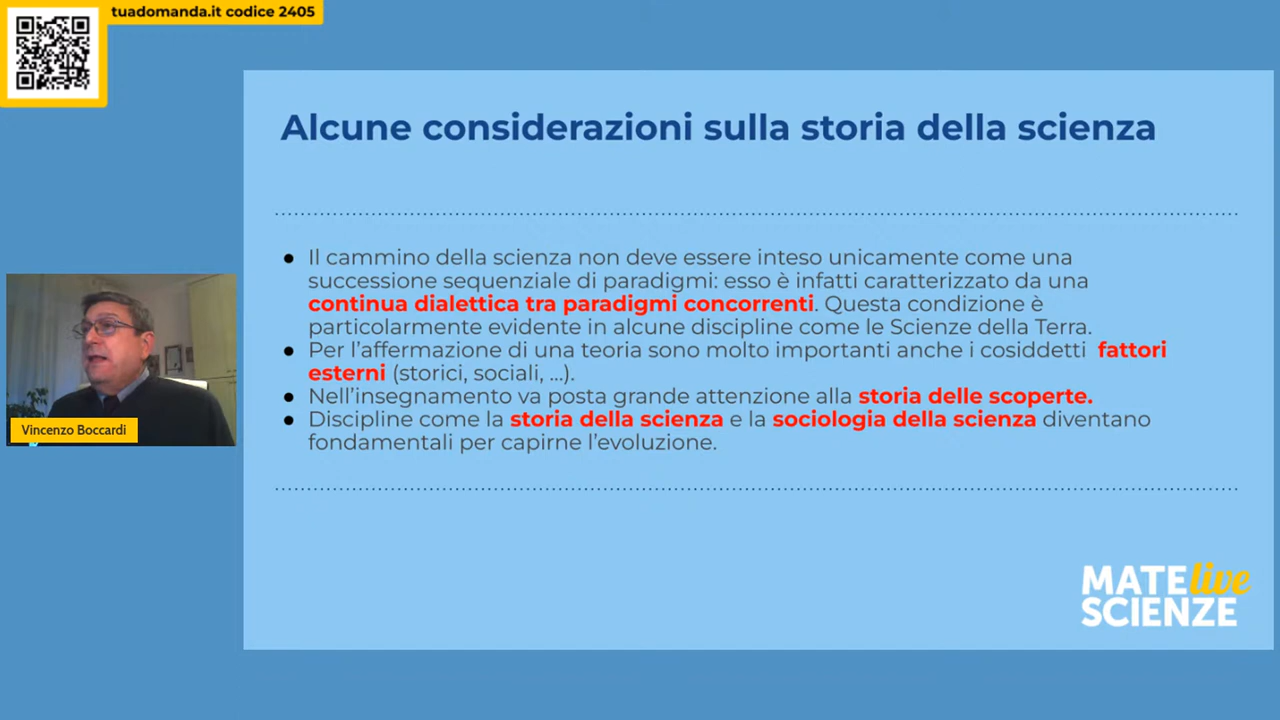 tuadomanda.it codice 2405
Alcune considerazioni sulla storia della scienza
● Il cammino della scienza non deve essere inteso unicamente come una
successione sequenziale di paradigmi: esso è infatti caratterizzato da una
continua dialettica tra paradigmi concorrenti. Questa condizione è
particolarmente evidente in alcune discipline come le Scienze della Terra.
● Per l'affermazione di una teoria sono molto importanti anche i cosiddetti fattori
esterni (storici, sociali, ...).
● Nell'insegnamento va posta grande attenzione alla storia delle scoperte.
● Discipline come la storia della scienza e la sociologia della scienza diventano
fondamentali per capirne l'evoluzione.
Vincenzo Boccardi
MATE live
SCIENZE